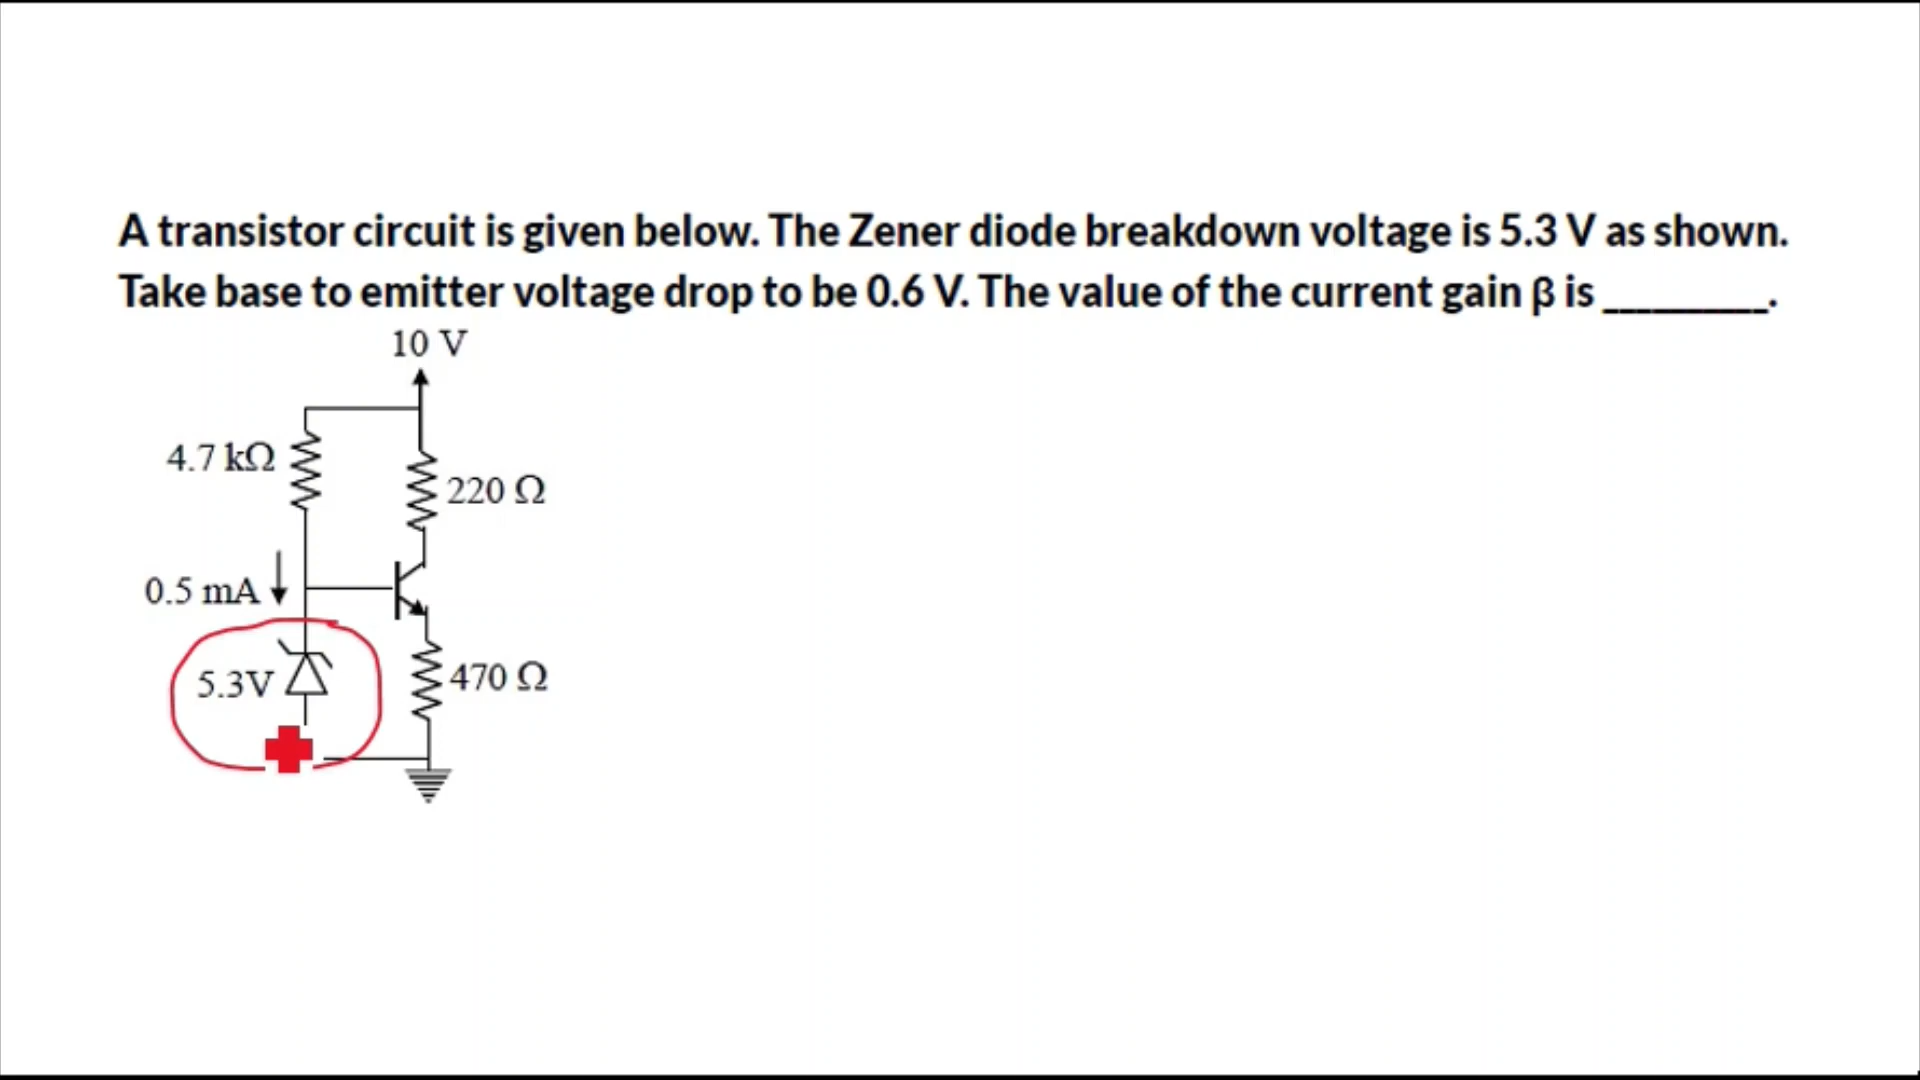 A transistor circuit is given below. The Zener diode breakdown voltage is 5.3 V as shown.
Take base to emitter voltage drop to be 0.6 V. The value of the current gain β is ________.
10 V
4.7 kΩ
220 Ω
0.5 mA
5.3V
470 Ω